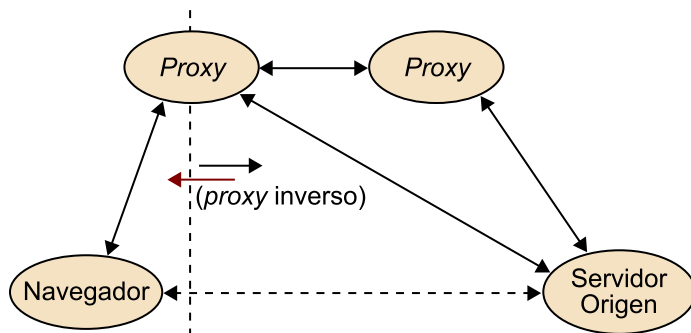 Proxy
Proxy
(proxy inverso)
Navegador
Servidor
Origen